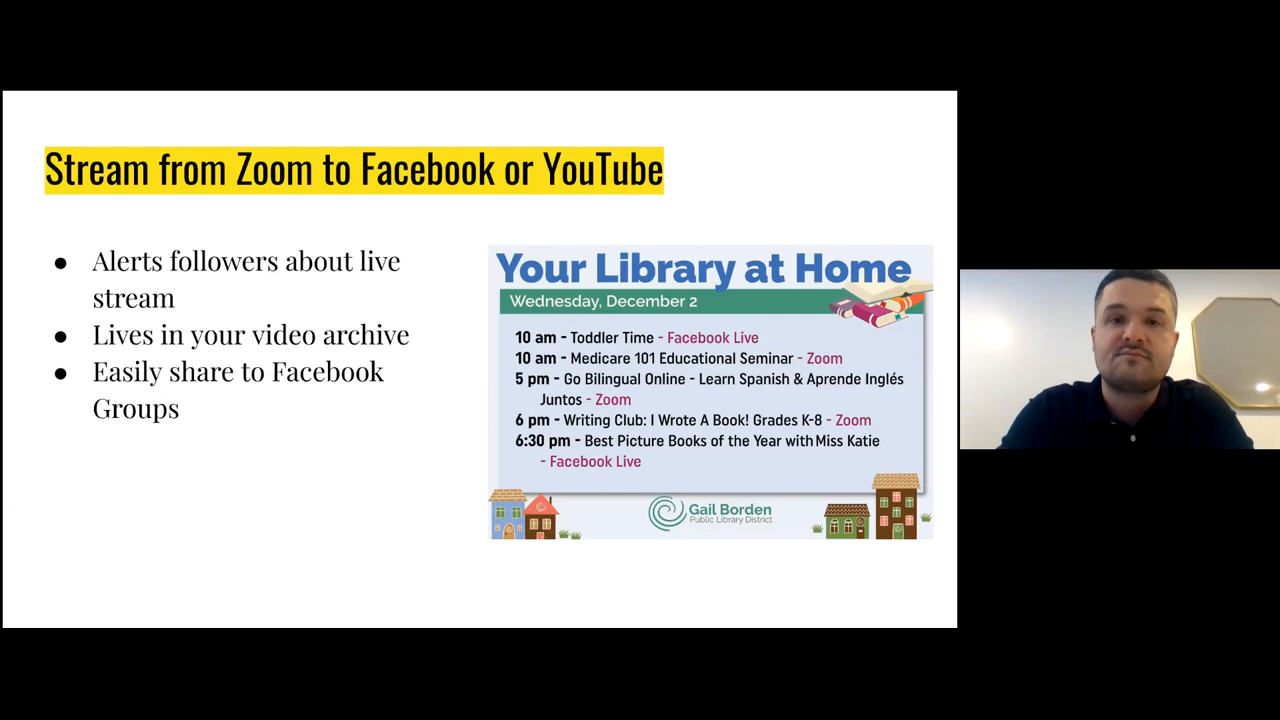 Stream from Zoom to Facebook or YouTube
● Alerts followers about live
stream
● Lives in your video archive
● Easily share to Facebook
Groups
Your Library at Home
Wednesday, December 2
10 am - Toddler Time - Facebook Live
10 am - Medicare 101 Educational Seminar - Zoom
5 pm - Go Bilingual Online - Learn Spanish & Aprende Inglés
Juntos - Zoom
6 pm - Writing Club: I Wrote A Book! Grades K-8 - Zoom
6:30 pm - Best Picture Books of the Year with Miss Katie
- Facebook Live
Gail Borden
Public Library District